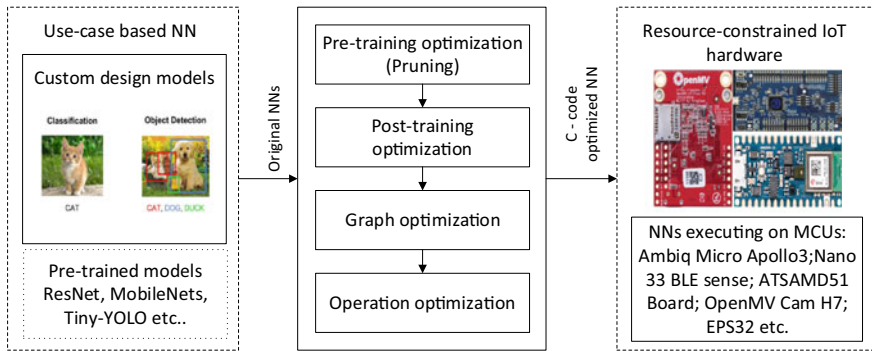 Use-case based NN
Custom design models
Classification
Object Detection
CAT
CAT, DOG, DUCK
Pre-trained models
ResNet, MobileNets,
Tiny-YOLO etc..
Original NNs
Pre-training optimization
(Pruning)
Post-training
optimization
Graph optimization
Operation optimization
C - code
optimized NN
Resource-constrained IoT
hardware
OpenMV
NNs executing on MCUs:
Ambiq Micro Apollo3;Nano
33 BLE sense; ATSAMD51
Board; OpenMV Cam H7;
EPS32 etc.